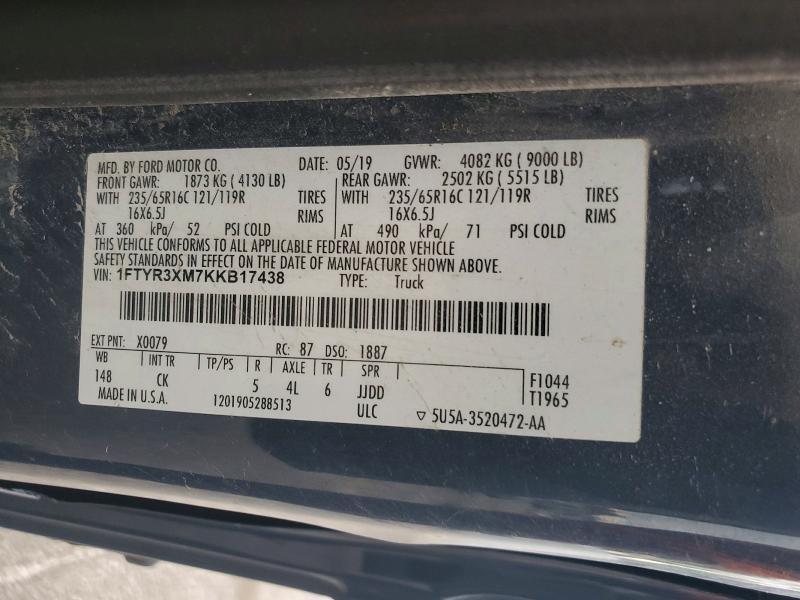 MFD. BY FORD MOTOR CO. DATE: 05/19 GVWR: 4082 KG ( 9000 LB)
FRONT GAWR: 1873 KG ( 4130 LB) REAR GAWR: 2502 KG ( 5515 LB)
WITH 235/65R16C 121/119R TIRES WITH 235/65R16C 121/119R TIRES
16X6.5J RIMS 16X6.5J RIMS
AT 360 kPa/ 52 PSI COLD AT 490 kPa/ 71 PSI COLD
THIS VEHICLE CONFORMS TO ALL APPLICABLE FEDERAL MOTOR VEHICLE
SAFETY STANDARDS IN EFFECT ON THE DATE OF MANUFACTURE SHOWN ABOVE.
VIN: 1FTYR3XM7KKB17438 TYPE: Truck
EXT PNT: X0079 RC: 87 DSO: 1887
WB INT TR TP/PS R AXLE TR SPR F1044
148 CK 5 4L 6 JJDD T1965
MADE IN U.S.A. 1201905288513 ULC ▽ 5U5A-3520472-AA